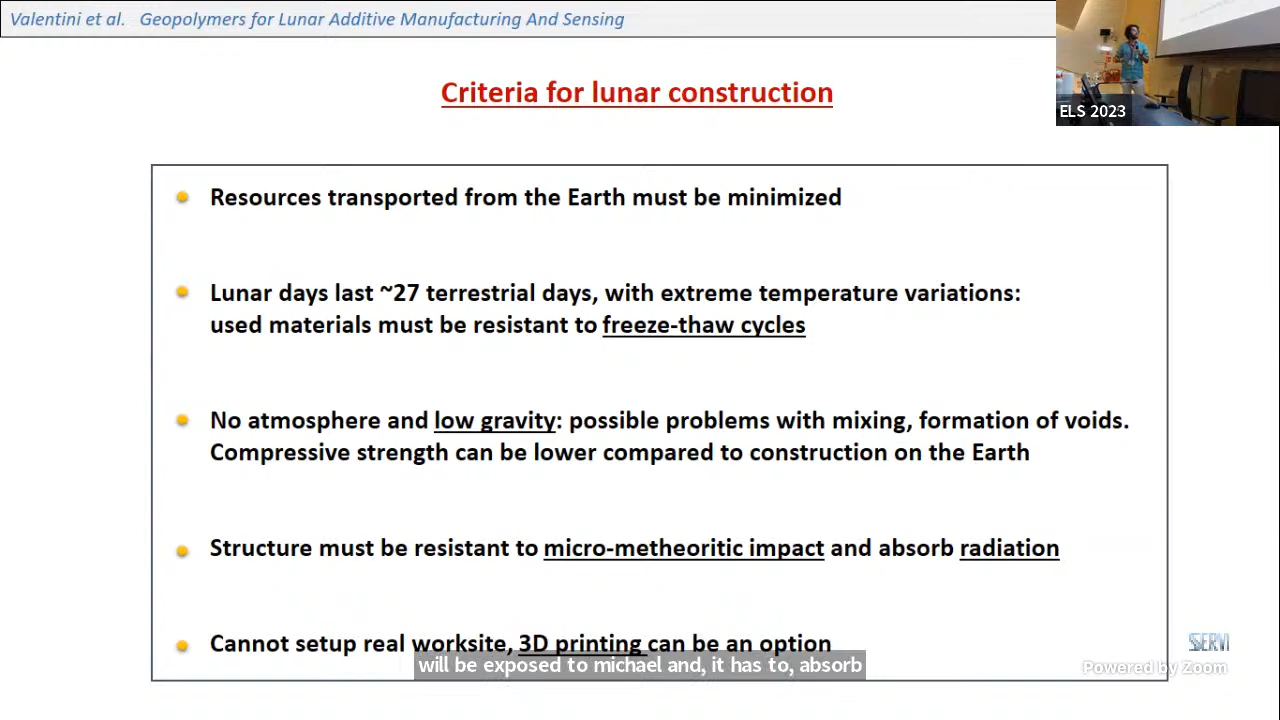 Valentini et al. Geopolymers for Lunar Additive Manufacturing And Sensing
ELS 2023
Criteria for lunar construction
Resources transported from the Earth must be minimized
Lunar days last ~27 terrestrial days, with extreme temperature variations:
used materials must be resistant to freeze-thaw cycles
No atmosphere and low gravity: possible problems with mixing, formation of voids.
Compressive strength can be lower compared to construction on the Earth
Structure must be resistant to micro-metheoritic impact and absorb radiation
Cannot setup real worksite, 3D printing can be an option
will be exposed to michael and, it has to, absorb
SSERVI
Powered by Zoom